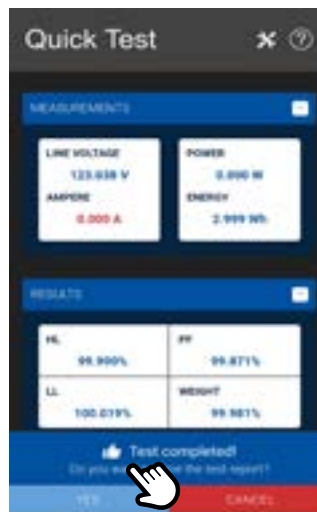 Quick Test
MEASUREMENTS
LINE VOLTAGE
123.038 V
AMPERE
0.000 A
POWER
0.000 W
ENERGY
2.999 Wh
RESULTS
HL
99.900%
PF
99.871%
LL
100.019%
WEIGHT
99.981%
Test completed!
Do you the test report?
YES
CANCEL